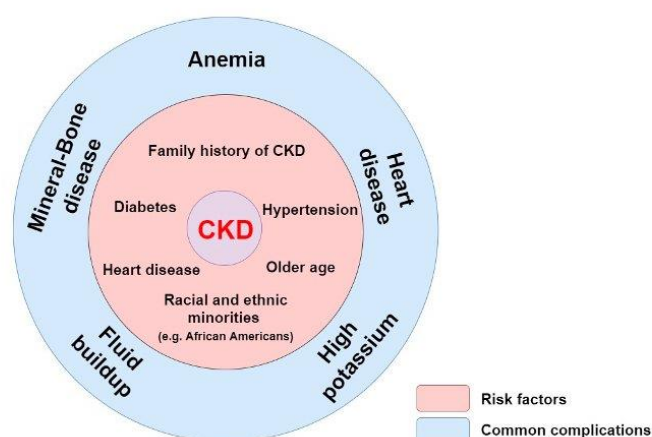 Anemia
Mineral-Bone
disease
Heart
disease
Family history of CKD
Diabetes
Hypertension
CKD
Heart disease
Older age
Racial and ethnic
minorities
(e.g. African Americans)
Fluid
buildup
High
potassium
Risk factors
Common complications